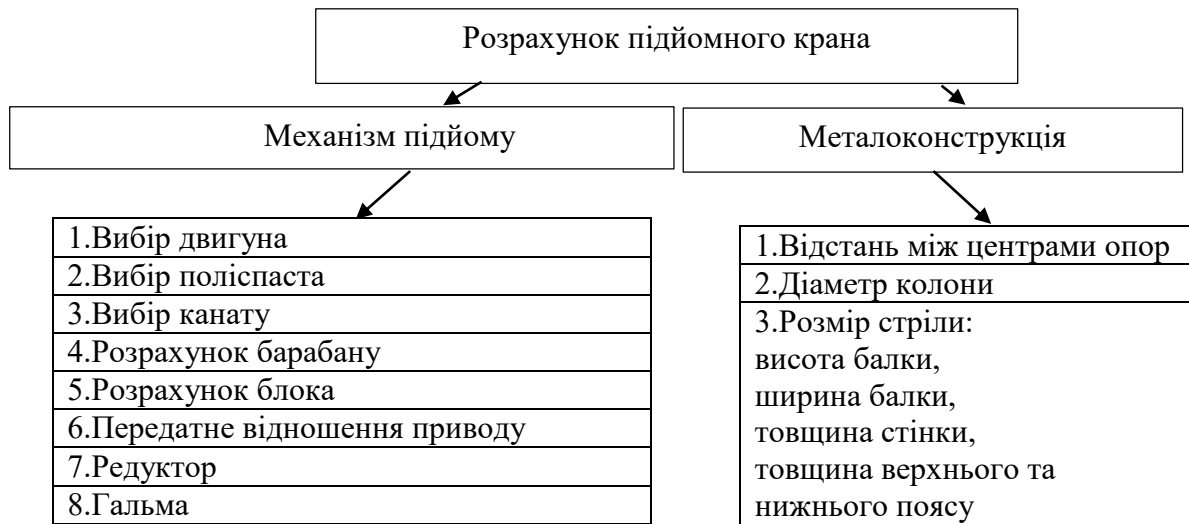 Розрахунок підйомного крана
Механізм підйому
Металоконструкція
1.Вибір двигуна
2.Вибір поліспаста
3.Вибір канату
4.Розрахунок барабану
5.Розрахунок блока
6.Передатне відношення приводу
7.Редуктор
8.Гальма
1.Відстань між центрами опор
2.Діаметр колони
3.Розмір стріли:
висота балки,
ширина балки,
товщина стінки,
товщина верхнього та
нижнього поясу